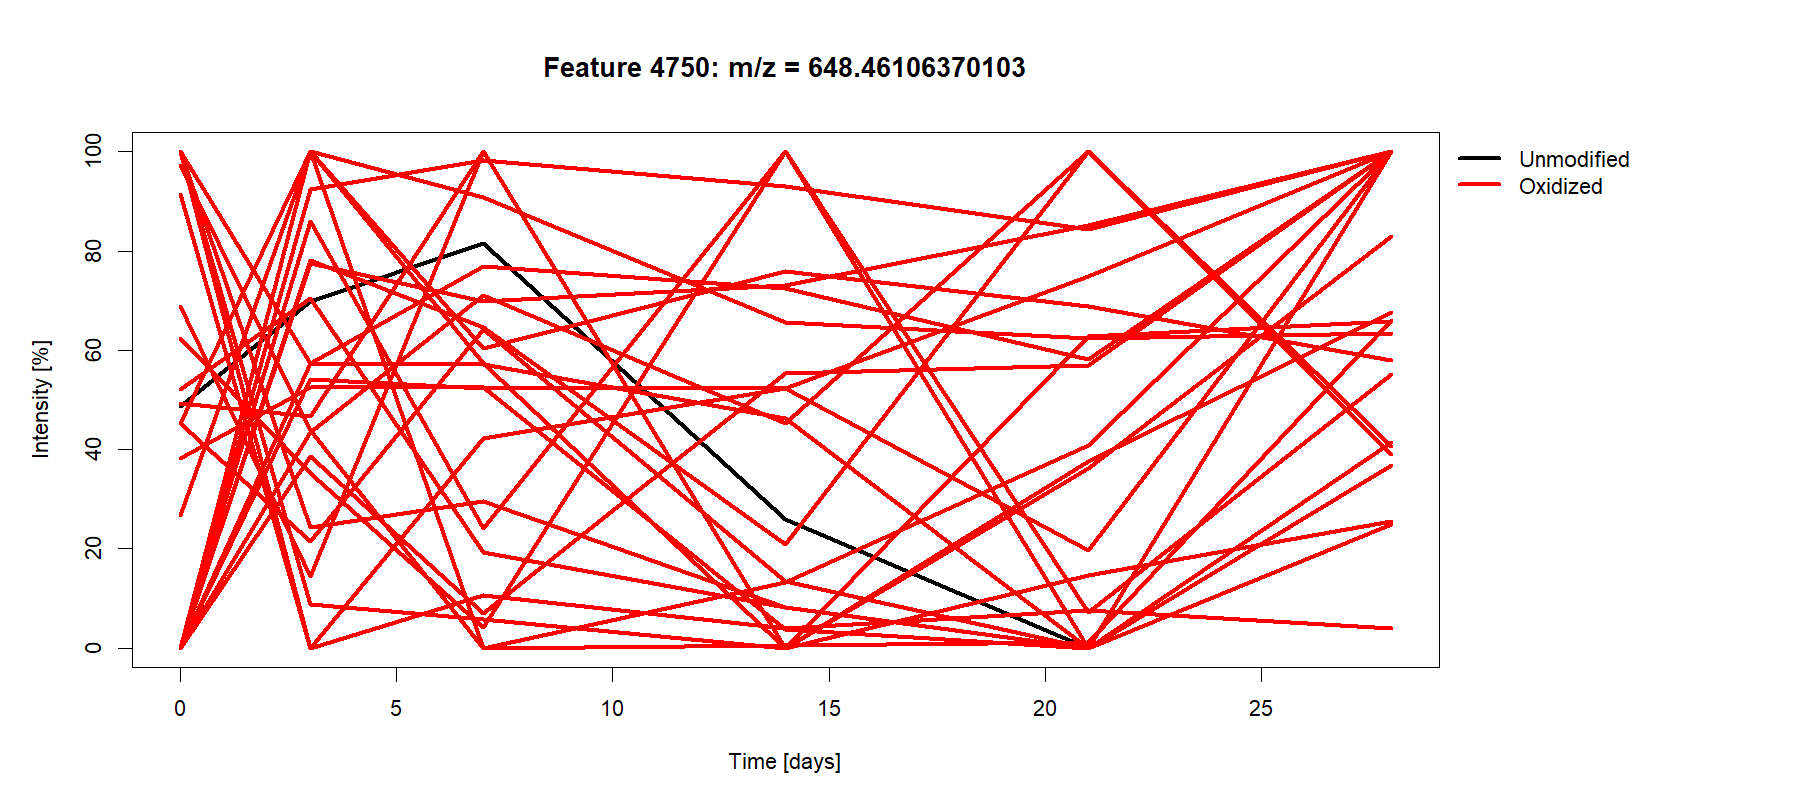 Feature 4750: m/z = 648.46106370103
Unmodified
Oxidized
Intensity [%]
100
80
60
40
20
0
0 5 10 15 20 25
Time [days]